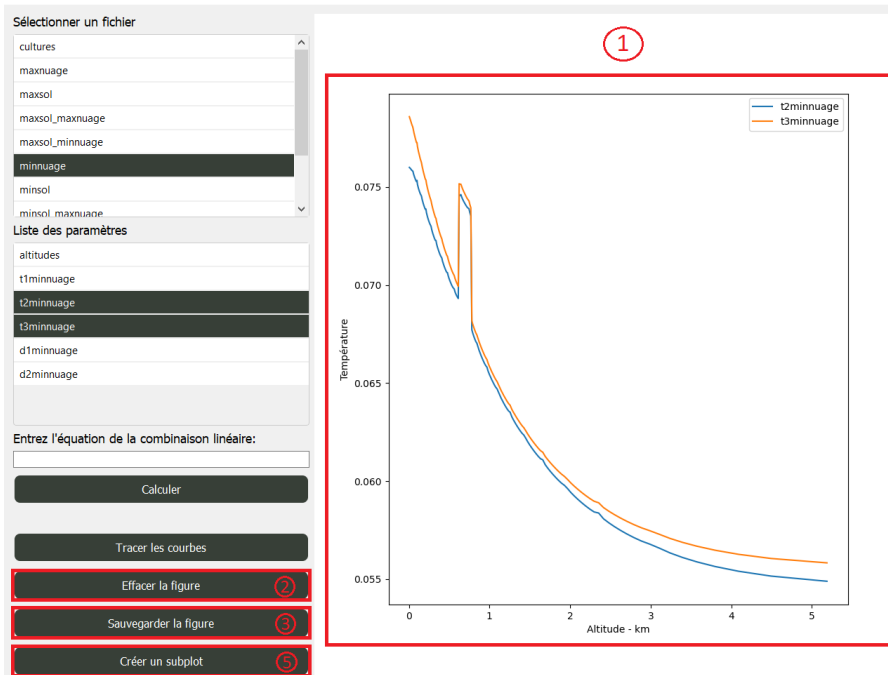 Sélectionner un fichier
cultures
maxnuage
maxsol
maxsol_maxnuage
maxsol_minnuage
minnuage
minsol
minsol_maxnuage
Liste des paramètres
altitudes
t1minnuage
t2minnuage
t3minnuage
d1minnuage
d2minnuage
Entrez l'équation de la combinaison linéaire:
Calculer
Tracer les courbes
Effacer la figure 2
Sauvegarder la figure 3
Créer un subplot 5
1
t2minnuage
t3minnuage
Température
0.075
0.070
0.065
0.060
0.055
0 1 2 3 4 5
Altitude - km